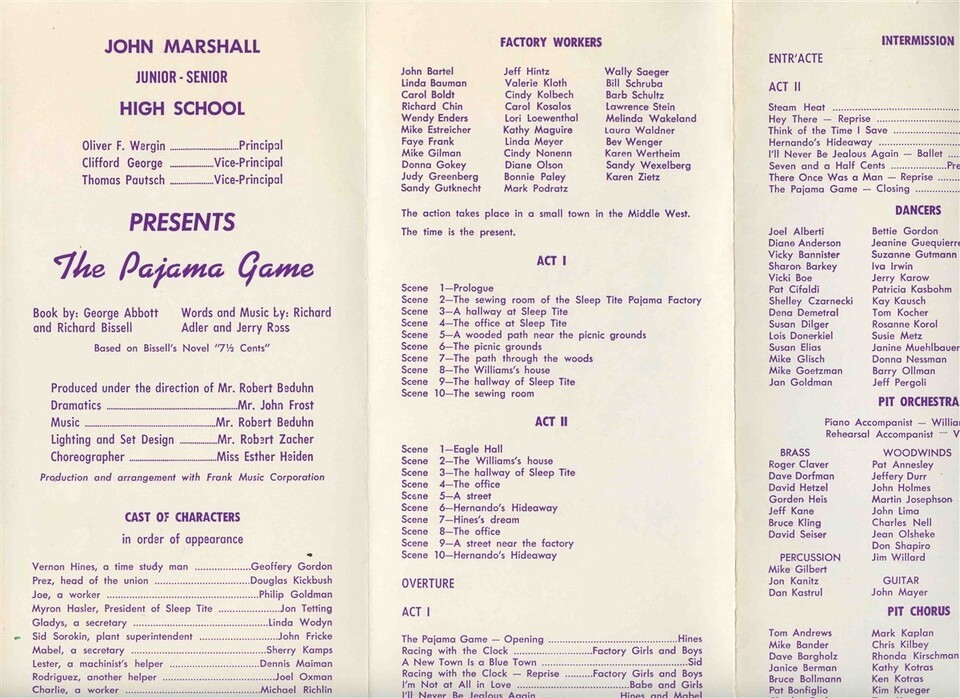 JOHN MARSHALL
JUNIOR - SENIOR
HIGH SCHOOL
Oliver F. Wergin ........................Principal
Clifford George ...............Vice-Principal
Thomas Pautsch ...............Vice-Principal
PRESENTS
The Pajama Game
Book by: George Abbott
and Richard Bissell
Words and Music by: Richard
Adler and Jerry Ross
Based on Bissell's Novel "7½ Cents"
Produced under the direction of Mr. Robert Beduhn
Dramatics ..............................Mr. John Frost
Music ..............................Mr. Robert Beduhn
Lighting and Set Design .............Mr. Robert Zacher
Choreographer .....................Miss Esther Heiden
Production and arrangement with Frank Music Corporation
CAST OF CHARACTERS
in order of appearance
Vernon Hines, a time study man .................Geoffery Gordon
Prez, head of the union .............................Douglas Kickbush
Joe, a worker .................................................Philip Goldman
Myron Hasler, President of Sleep Tite ...................Jon Tetting
Gladys, a secretary .........................................Linda Wodyn
Sid Sorokin, plant superintendent ........................John Fricke
Mabel, a secretary ..........................................Sherry Kamps
Lester, a machinist's helper ..........................Dennis Maiman
Rodriguez, another helper ..................................Joel Oxman
Charlie, a worker .........................................Michael Richlin
FACTORY WORKERS
John Bartel
Linda Bauman
Carol Boldt
Richard Chin
Wendy Enders
Mike Estreicher
Faye Frank
Mike Gilman
Donna Gokey
Judy Greenberg
Sandy Gutknecht
Jeff Hintz
Valerie Kloth
Cindy Kolbech
Carol Kosalos
Lori Loewenthal
Kathy Maguire
Linda Meyer
Cindy Nonenn
Diane Olson
Bonnie Paley
Mark Podratz
Wally Saeger
Bill Schruba
Barb Schultz
Lawrence Stein
Melinda Wakeland
Laura Waldner
Bev Wenger
Karen Wertheim
Sandy Wexelberg
Karen Zietz
The action takes place in a small town in the Middle West.
The time is the present.
ACT I
Scene 1—Prologue
Scene 2—The sewing room of the Sleep Tite Pajama Factory
Scene 3—A hallway at Sleep Tite
Scene 4—The office at Sleep Tite
Scene 5—A wooded path near the picnic grounds
Scene 6—The picnic grounds
Scene 7—The path through the woods
Scene 8—The Williams's house
Scene 9—The hallway of Sleep Tite
Scene 10—The sewing room
ACT II
Scene 1—Eagle Hall
Scene 2—The Williams's house
Scene 3—The hallway of Sleep Tite
Scene 4—The office
Scene 5—A street
Scene 6—Hernando's Hideaway
Scene 7—Hines's dream
Scene 8—The office
Scene 9—A street near the factory
Scene 10—Hernando's Hideaway
OVERTURE
ACT I
The Pajama Game — Opening ........................................Hines
Racing with the Clock .........................Factory Girls and Boys
A New Town Is a Blue Town .............................................Sid
Racing with the Clock — Reprise ........Factory Girls and Boys
I'm Not at All in Love ....................................Babe and Girls
I'll Never Be Jealous Again .........................Hines and Mabel
INTERMISSION
ENTR'ACTE
ACT II
Steam Heat ........................................
Hey There — Reprise .........................
Think of the Time I Save ....................
Hernando's Hideaway ........................
I'll Never Be Jealous Again — Ballet ....
Seven and a Half Cents ..................Pre
There Once Was a Man — Reprise .......
The Pajama Game — Closing .............
DANCERS
Joel Alberti
Diane Anderson
Vicky Bannister
Sharon Barkey
Vicki Boe
Pat Cifaldi
Shelley Czarnecki
Dena Demetral
Susan Dilger
Lois Donerkiel
Susan Elias
Mike Glisch
Mike Goetzman
Jan Goldman
Bettie Gordon
Jeanine Guequierre
Suzanne Gutmann
Iva Irwin
Jerry Karow
Patricia Kasbohm
Kay Kausch
Tom Kocher
Rosanne Korol
Susie Metz
Janine Muehlbauer
Donna Nessman
Barry Ollman
Jeff Pergoli
PIT ORCHESTRA
Piano Accompanist — Willia
Rehearsal Accompanist — V
BRASS
Roger Claver
Dave Dorfman
David Hetzel
Gorden Heis
Jeff Kane
Bruce Kling
David Seiser
PERCUSSION
Mike Gilbert
Jon Kanitz
Dan Kastrul
WOODWINDS
Pat Annesley
Jeffery Durr
John Holmes
Martin Josephson
John Lima
Charles Nell
Jean Olsheke
Don Shapiro
Jim Willard
GUITAR
John Mayer
PIT CHORUS
Tom Andrews
Mike Bander
Dave Bargholz
Janice Berman
Bruce Bollmann
Pat Bonfiglio
Mark Kaplan
Chris Kilbey
Rhonda Kirschman
Kathy Kotras
Ken Kotras
Krueger